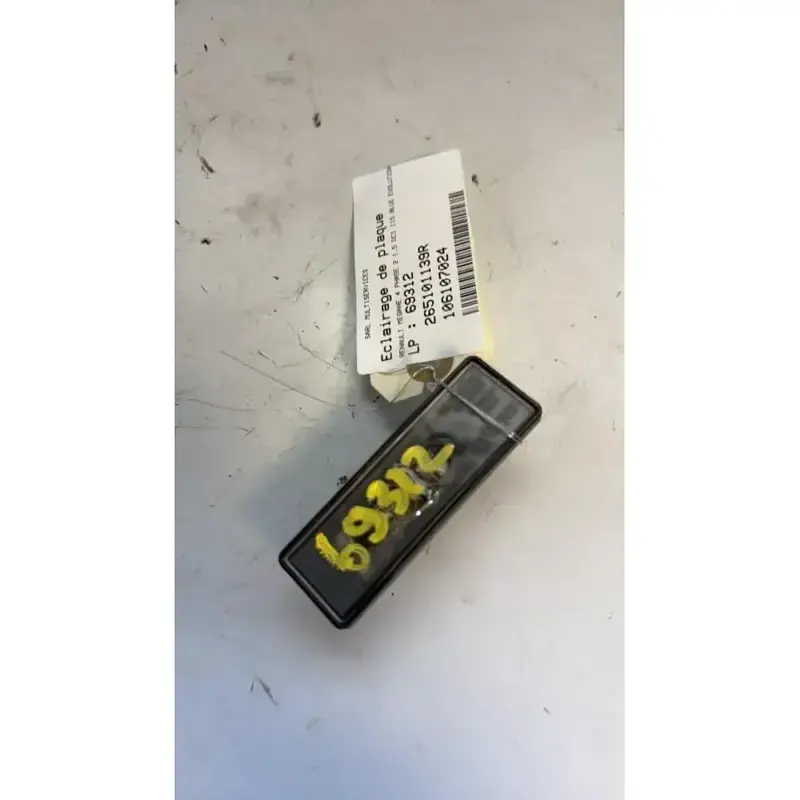 SARL MULTISERVICES
Eclairage de plaque
RENAULT MEGANE 4 PHASE 2 1.5 DCI 115 BLUE EVOLUTION
LP : 69312
265101139R
106107024
69312